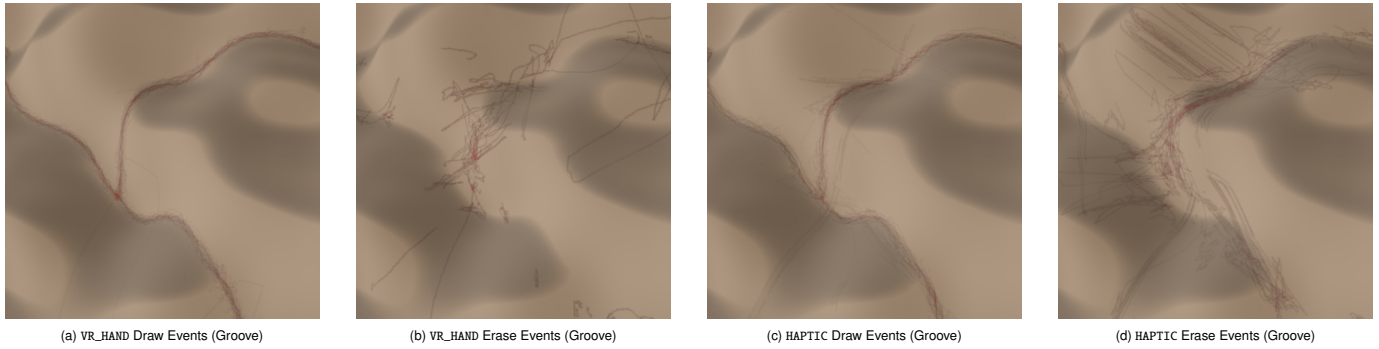 (a) VR_HAND Draw Events (Groove)
(b) VR_HAND Erase Events (Groove)
(c) HAPTIC Draw Events (Groove)
(d) HAPTIC Erase Events (Groove)